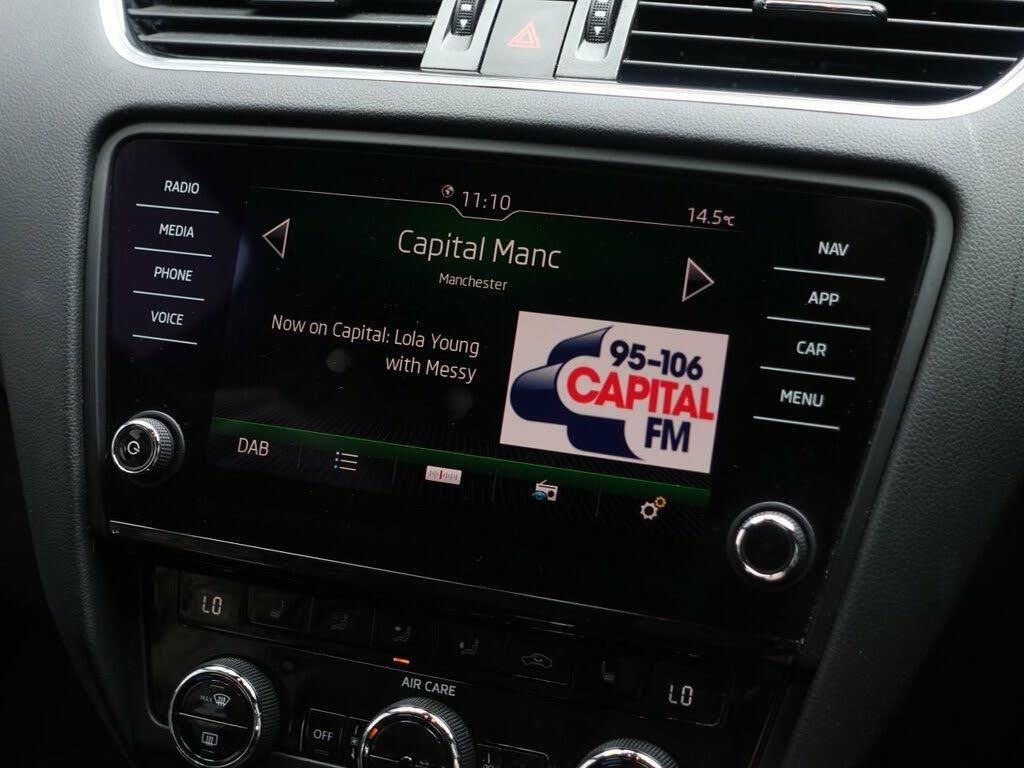 RADIO
MEDIA
PHONE
VOICE
11:10
14.5℃
Capital Manc
Manchester
Now on Capital: Lola Young
with Messy
95-106
CAPITAL
FM
NAV
APP
CAR
MENU
DAB
LO
LO
AIR CARE
MAX
OFF